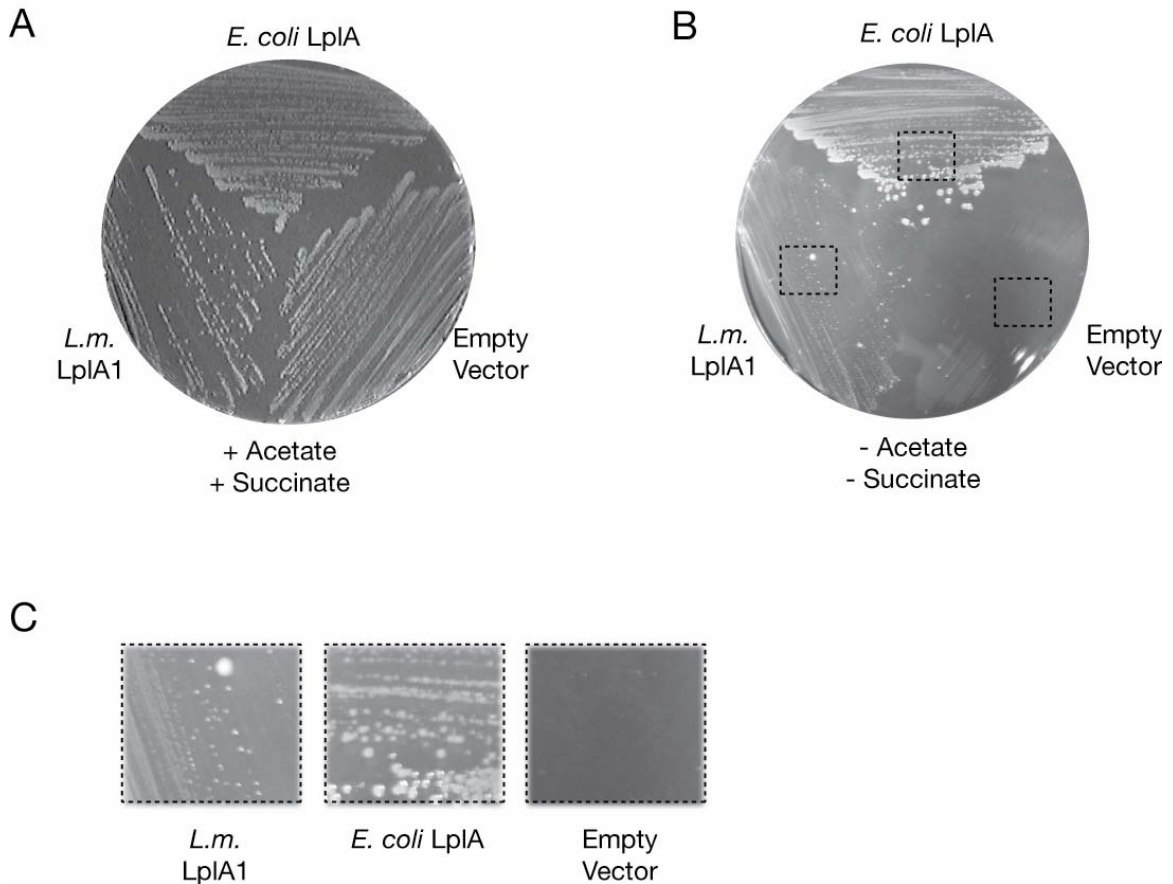 A
E. coli LplA
L.m.
LplA1
Empty
Vector
+ Acetate
+ Succinate
B
E. coli LplA
L.m.
LplA1
Empty
Vector
- Acetate
- Succinate
C
L.m.
LplA1
E. coli LplA
Empty
Vector